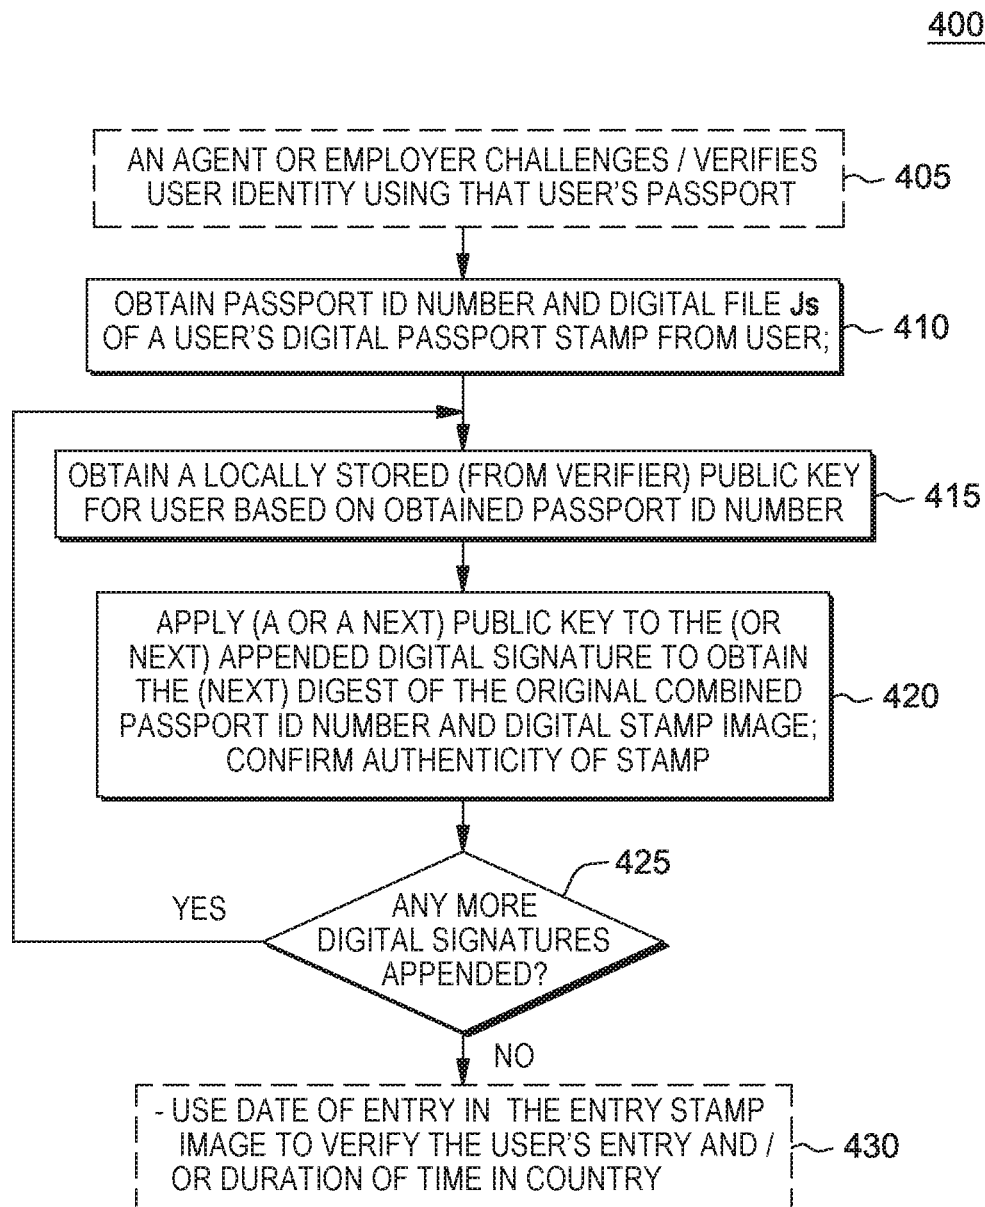 400
AN AGENT OR EMPLOYER CHALLENGES / VERIFIES
USER IDENTITY USING THAT USER'S PASSPORT
405
OBTAIN PASSPORT ID NUMBER AND DIGITAL FILE Js
OF A USER'S DIGITAL PASSPORT STAMP FROM USER;
410
OBTAIN A LOCALLY STORED (FROM VERIFIER) PUBLIC KEY
FOR USER BASED ON OBTAINED PASSPORT ID NUMBER
415
APPLY (A OR A NEXT) PUBLIC KEY TO THE (OR
NEXT) APPENDED DIGITAL SIGNATURE TO OBTAIN
THE (NEXT) DIGEST OF THE ORIGINAL COMBINED
PASSPORT ID NUMBER AND DIGITAL STAMP IMAGE;
CONFIRM AUTHENTICITY OF STAMP
420
425
YES
ANY MORE
DIGITAL SIGNATURES
APPENDED?
NO
- USE DATE OF ENTRY IN THE ENTRY STAMP
IMAGE TO VERIFY THE USER'S ENTRY AND /
OR DURATION OF TIME IN COUNTRY
430